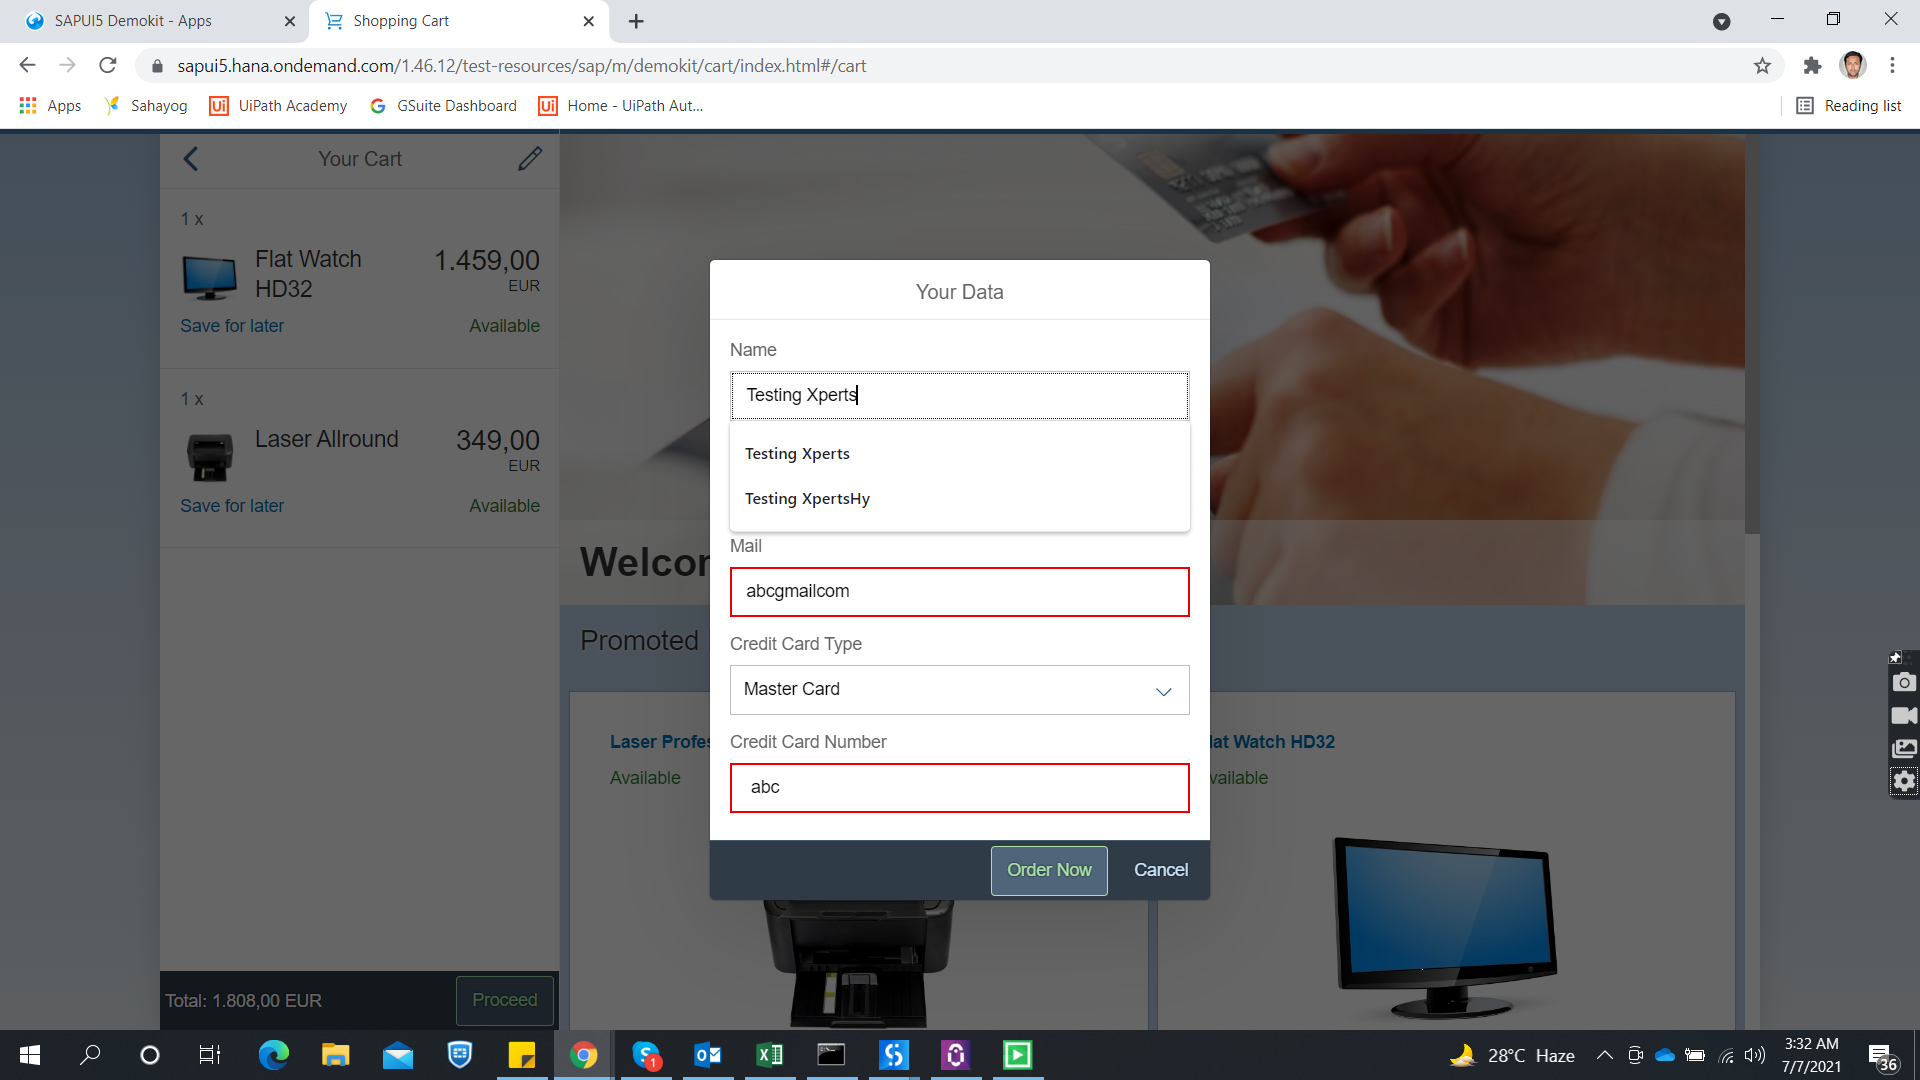 SAPUI5 Demokit - Apps
Shopping Cart
sapui5.hana.ondemand.com/1.46.12/test-resources/sap/m/demokit/cart/index.html#/cart
Apps
Sahayog
UiPath Academy
GSuite Dashboard
Home - UiPath Aut...
Reading list
Your Cart
1 x
Flat Watch HD32
1.459,00
EUR
Save for later
Available
1 x
Laser Allround
349,00
EUR
Save for later
Available
Total: 1.808,00 EUR
Proceed
Your Data
Name
Testing Xperts
Testing Xperts
Testing XpertsHy
Mail
abcgmailcom
Credit Card Type
Master Card
Credit Card Number
abc
Order Now
Cancel
Promoted
Available
lat Watch HD32
vailable
28°C Haze
3:32 AM
7/7/2021
36
1